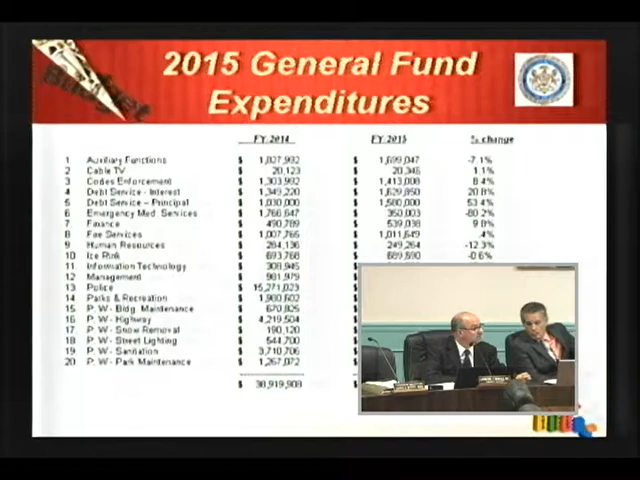 2015 General Fund
Expenditures
Budget
FY 2014 FY 2015 % change
1 Auxiliary Functions $ 1,827,992 $ 1,699,047 -7.1%
2 Cable TV $ 20,123 $ 20,345 1.1%
3 Codes Enforcement $ 1,303,992 $ 1,413,008 8.4%
4 Debt Service - Interest $ 1,349,220 $ 1,629,850 20.8%
5 Debt Service - Principal $ 1,030,000 $ 1,580,000 53.4%
6 Emergency Med. Services $ 1,766,647 $ 350,003 -80.2%
7 Finance $ 490,789 $ 539,038 9.8%
8 Fire Services $ 1,007,765 $ 1,011,649 .4%
9 Human Resources $ 284,136 $ 249,264 -12.3%
10 Ice Rink $ 693,768 $ 689,690 -0.6%
11 Information Technology $ 308,945
12 Management $ 981,979
13 Police $ 15,271,023
14 Parks & Recreation $ 1,900,602
15 P. W.- Bldg. Maintenance $ 670,825
16 P. W.- Highway $ 4,219,504
17 P. W.- Snow Removal $ 190,120
18 P. W.- Street Lighting $ 544,700
19 P. W.- Sanitation $ 3,710,706
20 P. W.- Park Maintenance $ 1,267,072
$ 38,919,908 $